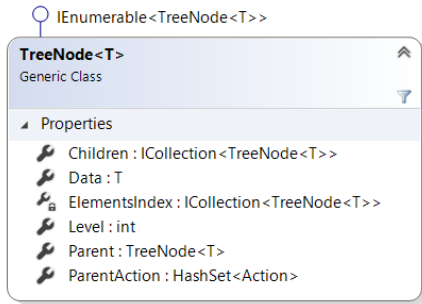 IEnumerable<TreeNode<T>>
TreeNode<T>
Generic Class
Properties
Children : ICollection<TreeNode<T>>
Data : T
ElementsIndex : ICollection<TreeNode<T>>
Level : int
Parent : TreeNode<T>
ParentAction : HashSet<Action>